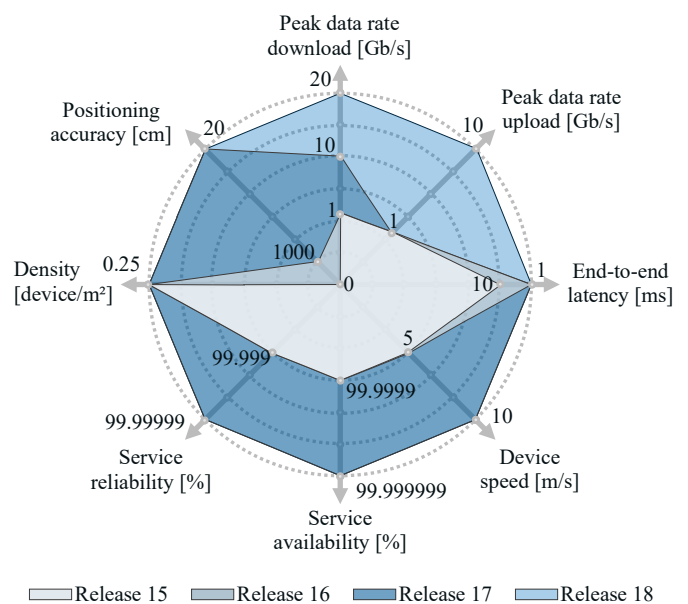 Peak data rate
download [Gb/s]
20
Peak data rate
upload [Gb/s]
10
Positioning
accuracy [cm]
20
10
1
1
1000
0
Density
[device/m²]
0.25
10
1
End-to-end
latency [ms]
5
99.999
99.9999
99.99999
10
Service
reliability [%]
Device
speed [m/s]
99.999999
Service
availability [%]
Release 15
Release 16
Release 17
Release 18